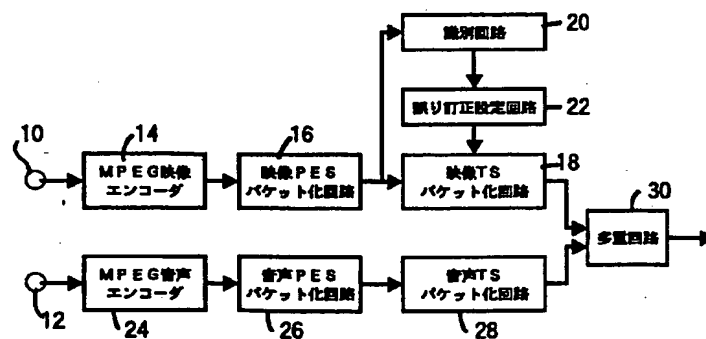 識別回路
20
誤り訂正設定回路
22
10
14
MPEG映像
エンコーダ
16
映像PES
パケット化回路
映像TS
パケット化回路
18
30
多重回路
12
MPEG音声
エンコーダ
24
音声PES
パケット化回路
26
音声TS
パケット化回路
28